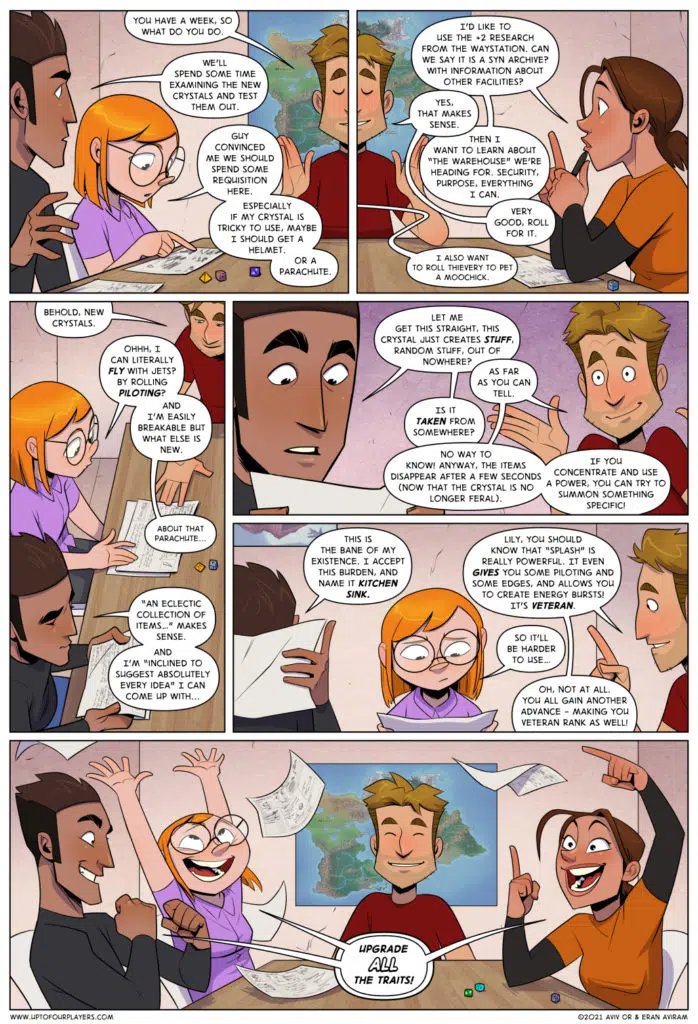 YOU HAVE A WEEK, SO
WHAT DO YOU DO.
WE'LL
SPEND SOME TIME
EXAMINING THE NEW
CRYSTALS AND TEST
THEM OUT.
GUY
CONVINCED
ME WE SHOULD
SPEND SOME
REQUISITION
HERE.
ESPECIALLY
IF MY CRYSTAL IS
TRICKY TO USE, MAYBE
I SHOULD GET A
HELMET.
OR A
PARACHUTE.
I'D LIKE TO
USE THE +2 RESEARCH
FROM THE WAYSTATION. CAN
WE SAY IT IS A SYN ARCHIVE?
WITH INFORMATION ABOUT
OTHER FACILITIES?
YES,
THAT MAKES
SENSE.
THEN I
WANT TO LEARN ABOUT
"THE WAREHOUSE" WE'RE
HEADING FOR. SECURITY,
PURPOSE, EVERYTHING
I CAN.
VERY
GOOD, ROLL
FOR IT.
I ALSO WANT
TO ROLL THIEVERY TO PET
A MOOCHICK.
BEHOLD, NEW
CRYSTALS.
OHHH, I
CAN LITERALLY
FLY WITH JETS?
BY ROLLING
PILOTING?
AND
I'M EASILY
BREAKABLE BUT
WHAT ELSE IS
NEW.
ABOUT THAT
PARACHUTE...
"AN ECLECTIC
COLLECTION OF
ITEMS..." MAKES
SENSE.
AND
I'M "INCLINED TO
SUGGEST ABSOLUTELY
EVERY IDEA" I CAN
COME UP WITH...
LET ME
GET THIS STRAIGHT, THIS
CRYSTAL JUST CREATES STUFF,
RANDOM STUFF, OUT OF
NOWHERE?
AS FAR
AS YOU CAN
TELL.
IS IT
TAKEN FROM
SOMEWHERE?
NO WAY TO
KNOW! ANYWAY, THE ITEMS
DISAPPEAR AFTER A FEW SECONDS
(NOW THAT THE CRYSTAL IS NO
LONGER FERAL).
IF YOU
CONCENTRATE AND USE
A POWER, YOU CAN TRY TO
SUMMON SOMETHING
SPECIFIC!
THIS IS
THE BANE OF MY
EXISTENCE. I ACCEPT
THIS BURDEN, AND
NAME IT KITCHEN
SINK.
LILY, YOU SHOULD
KNOW THAT "SPLASH" IS
REALLY POWERFUL. IT EVEN
GIVES YOU SOME PILOTING AND
SOME EDGES, AND ALLOWS YOU
TO CREATE ENERGY BURSTS!
IT'S VETERAN.
SO IT'LL
BE HARDER
TO USE...
OH, NOT AT ALL.
YOU ALL GAIN ANOTHER
ADVANCE – MAKING YOU
VETERAN RANK AS WELL!
UPGRADE
ALL
THE TRAITS!
WWW.UPTOFOURPLAYERS.COM
©2021 AVIV OR & ERAN AVIRAM